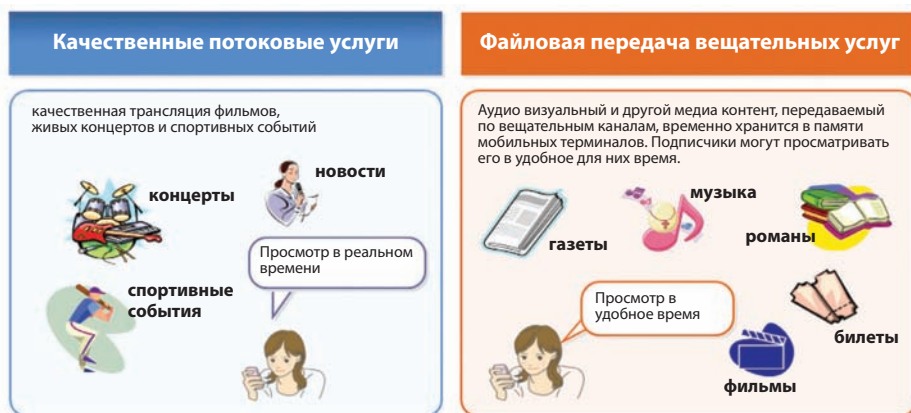 Качественные потоковые услуги
качественная трансляция фильмов,
живых концертов и спортивных событий
концерты
новости
Просмотр в реальном
времени
спортивные
события
Файловая передача вещательных услуг
Аудио визуальный и другой медиа контент, передаваемый
по вещательным каналам, временно хранится в памяти
мобильных терминалов. Подписчики могут просматривать
его в удобное для них время.
газеты
музыка
романы
Просмотр в
удобное время
билеты
фильмы